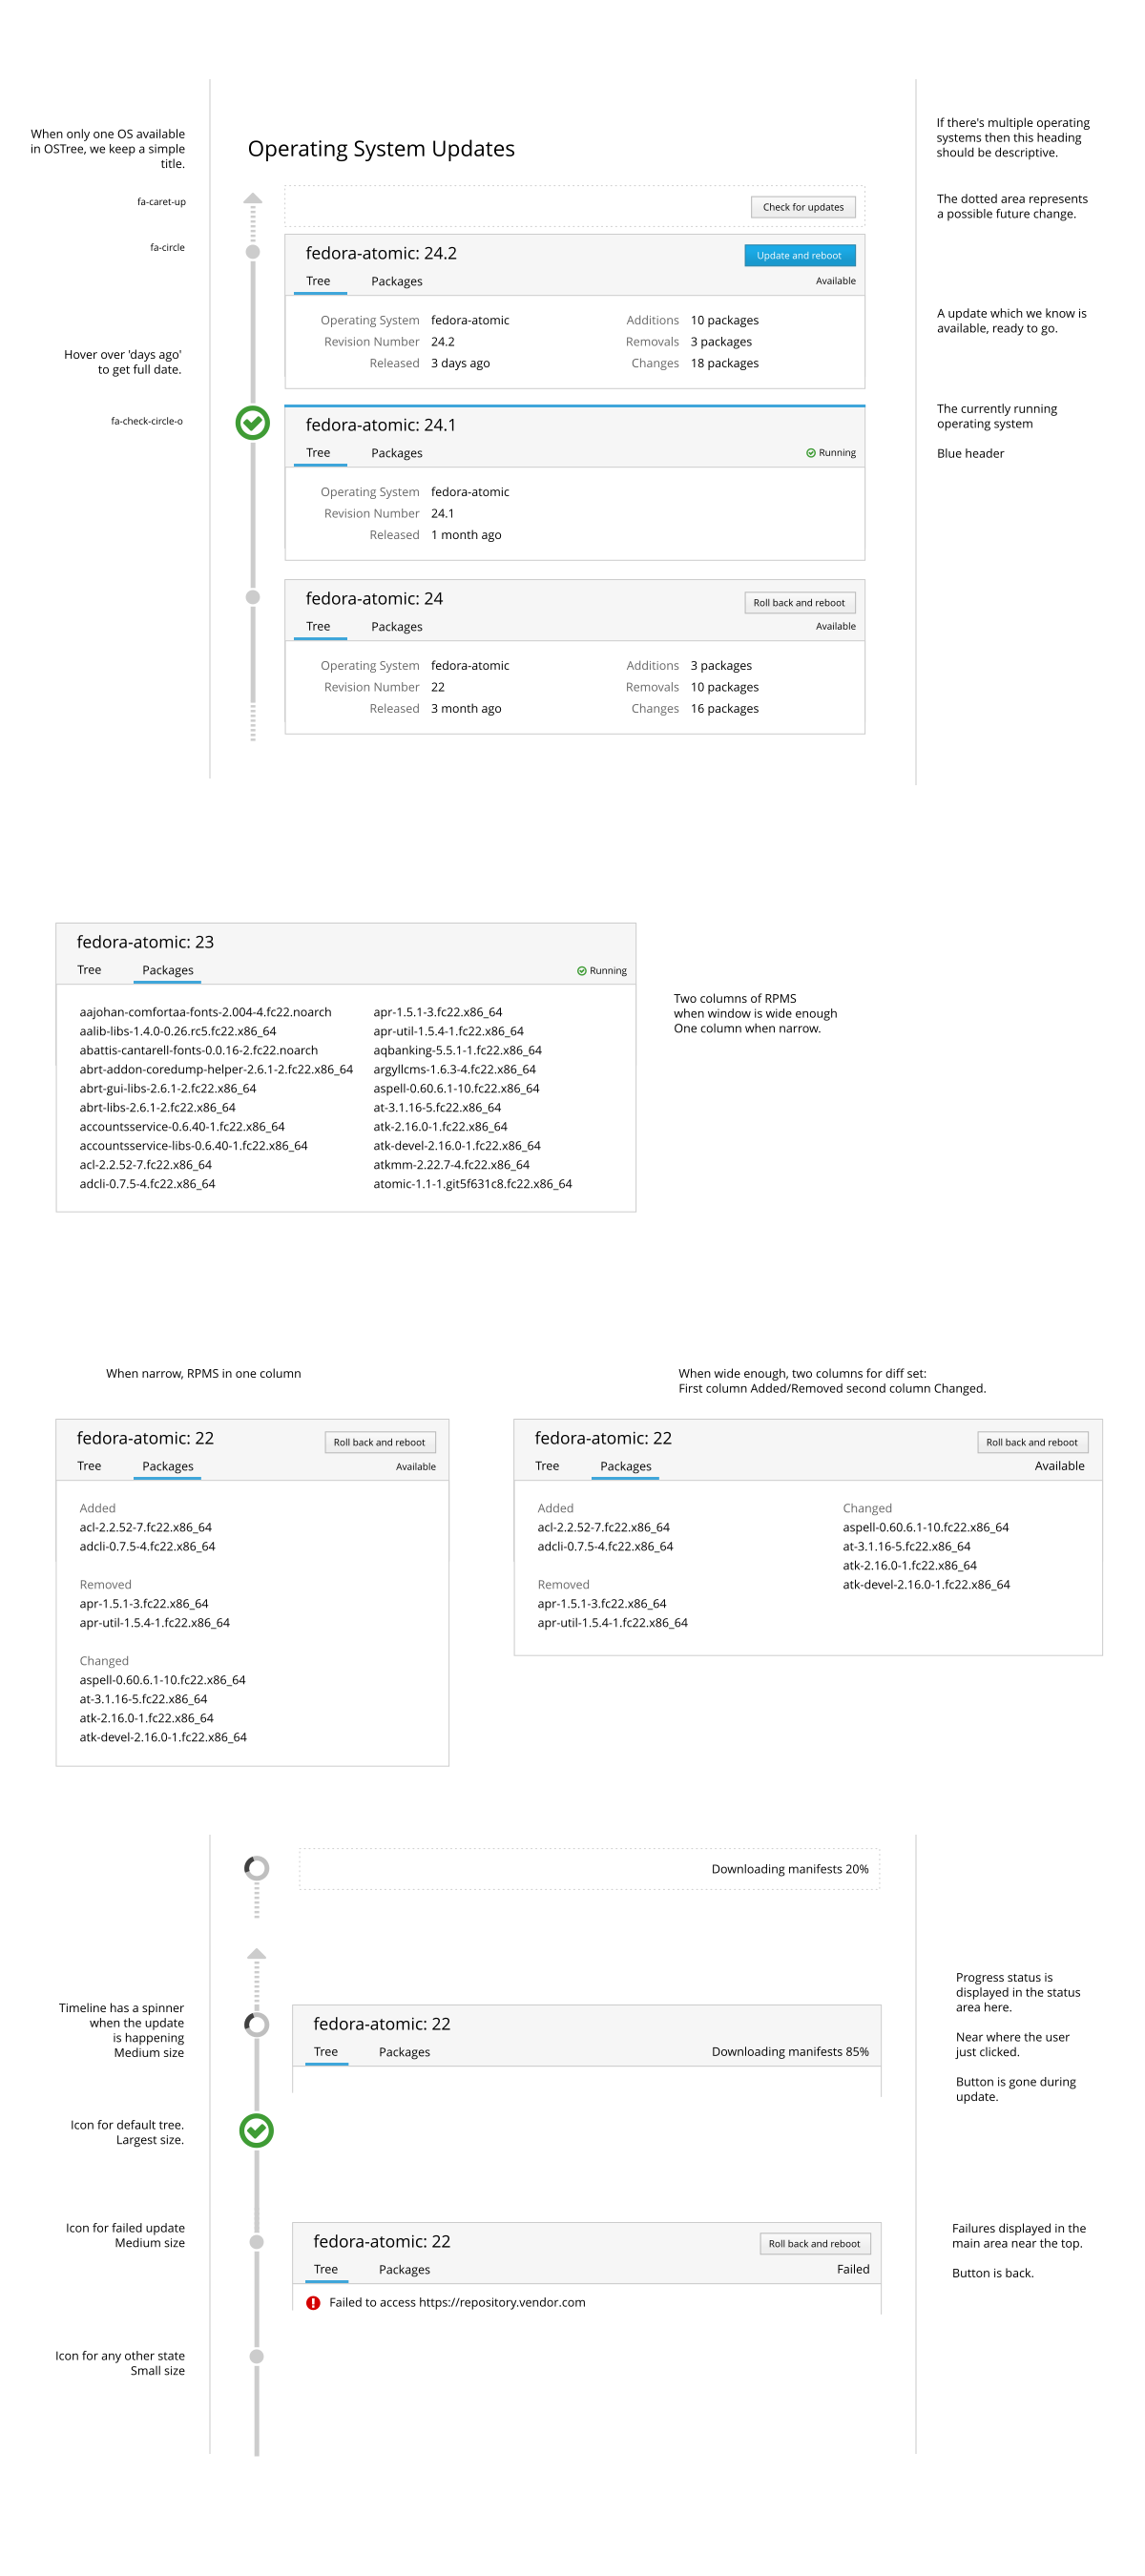 When only one OS available
in OSTree, we keep a simple
title.
Operating System Updates
If there's multiple operating
systems then this heading
should be descriptive.
fa-caret-up
Check for updates
The dotted area represents
a possible future change.
fa-circle
fedora-atomic: 24.2
Update and reboot
Tree
Packages
Available
Operating System fedora-atomic
Additions 10 packages
Revision Number 24.2
Removals 3 packages
Released 3 days ago
Changes 18 packages
A update which we know is
available, ready to go.
Hover over 'days ago'
to get full date.
fa-check-circle-o
fedora-atomic: 24.1
Tree
Packages
Running
Operating System fedora-atomic
Revision Number 24.1
Released 1 month ago
The currently running
operating system
Blue header
fedora-atomic: 24
Roll back and reboot
Tree
Packages
Available
Operating System fedora-atomic
Additions 3 packages
Revision Number 22
Removals 10 packages
Released 3 month ago
Changes 16 packages
fedora-atomic: 23
Tree
Packages
Running
aajohan-comfortaa-fonts-2.004-4.fc22.noarch
aalib-libs-1.4.0-0.26.rc5.fc22.x86_64
abattis-cantarell-fonts-0.0.16-2.fc22.noarch
abrt-addon-coredump-helper-2.6.1-2.fc22.x86_64
abrt-gui-libs-2.6.1-2.fc22.x86_64
abrt-libs-2.6.1-2.fc22.x86_64
accountsservice-0.6.40-1.fc22.x86_64
accountsservice-libs-0.6.40-1.fc22.x86_64
acl-2.2.52-7.fc22.x86_64
adcli-0.7.5-4.fc22.x86_64
apr-1.5.1-3.fc22.x86_64
apr-util-1.5.4-1.fc22.x86_64
aqbanking-5.5.1-1.fc22.x86_64
argyllcms-1.6.3-4.fc22.x86_64
aspell-0.60.6.1-10.fc22.x86_64
at-3.1.16-5.fc22.x86_64
atk-2.16.0-1.fc22.x86_64
atk-devel-2.16.0-1.fc22.x86_64
atkmm-2.22.7-4.fc22.x86_64
atomic-1.1-1.git5f631c8.fc22.x86_64
Two columns of RPMS
when window is wide enough
One column when narrow.
When narrow, RPMS in one column
fedora-atomic: 22
Roll back and reboot
Tree
Packages
Available
Added
acl-2.2.52-7.fc22.x86_64
adcli-0.7.5-4.fc22.x86_64
Removed
apr-1.5.1-3.fc22.x86_64
apr-util-1.5.4-1.fc22.x86_64
Changed
aspell-0.60.6.1-10.fc22.x86_64
at-3.1.16-5.fc22.x86_64
atk-2.16.0-1.fc22.x86_64
atk-devel-2.16.0-1.fc22.x86_64
When wide enough, two columns for diff set:
First column Added/Removed second column Changed.
fedora-atomic: 22
Roll back and reboot
Tree
Packages
Available
Added
acl-2.2.52-7.fc22.x86_64
adcli-0.7.5-4.fc22.x86_64
Removed
apr-1.5.1-3.fc22.x86_64
apr-util-1.5.4-1.fc22.x86_64
Changed
aspell-0.60.6.1-10.fc22.x86_64
at-3.1.16-5.fc22.x86_64
atk-2.16.0-1.fc22.x86_64
atk-devel-2.16.0-1.fc22.x86_64
Downloading manifests 20%
Timeline has a spinner
when the update
is happening
Medium size
fedora-atomic: 22
Tree
Packages
Downloading manifests 85%
Progress status is
displayed in the status
area here.
Near where the user
just clicked.
Button is gone during
update.
Icon for default tree.
Largest size.
Icon for failed update
Medium size
fedora-atomic: 22
Roll back and reboot
Tree
Packages
Failed
Failed to access https://repository.vendor.com
Failures displayed in the
main area near the top.
Button is back.
Icon for any other state
Small size